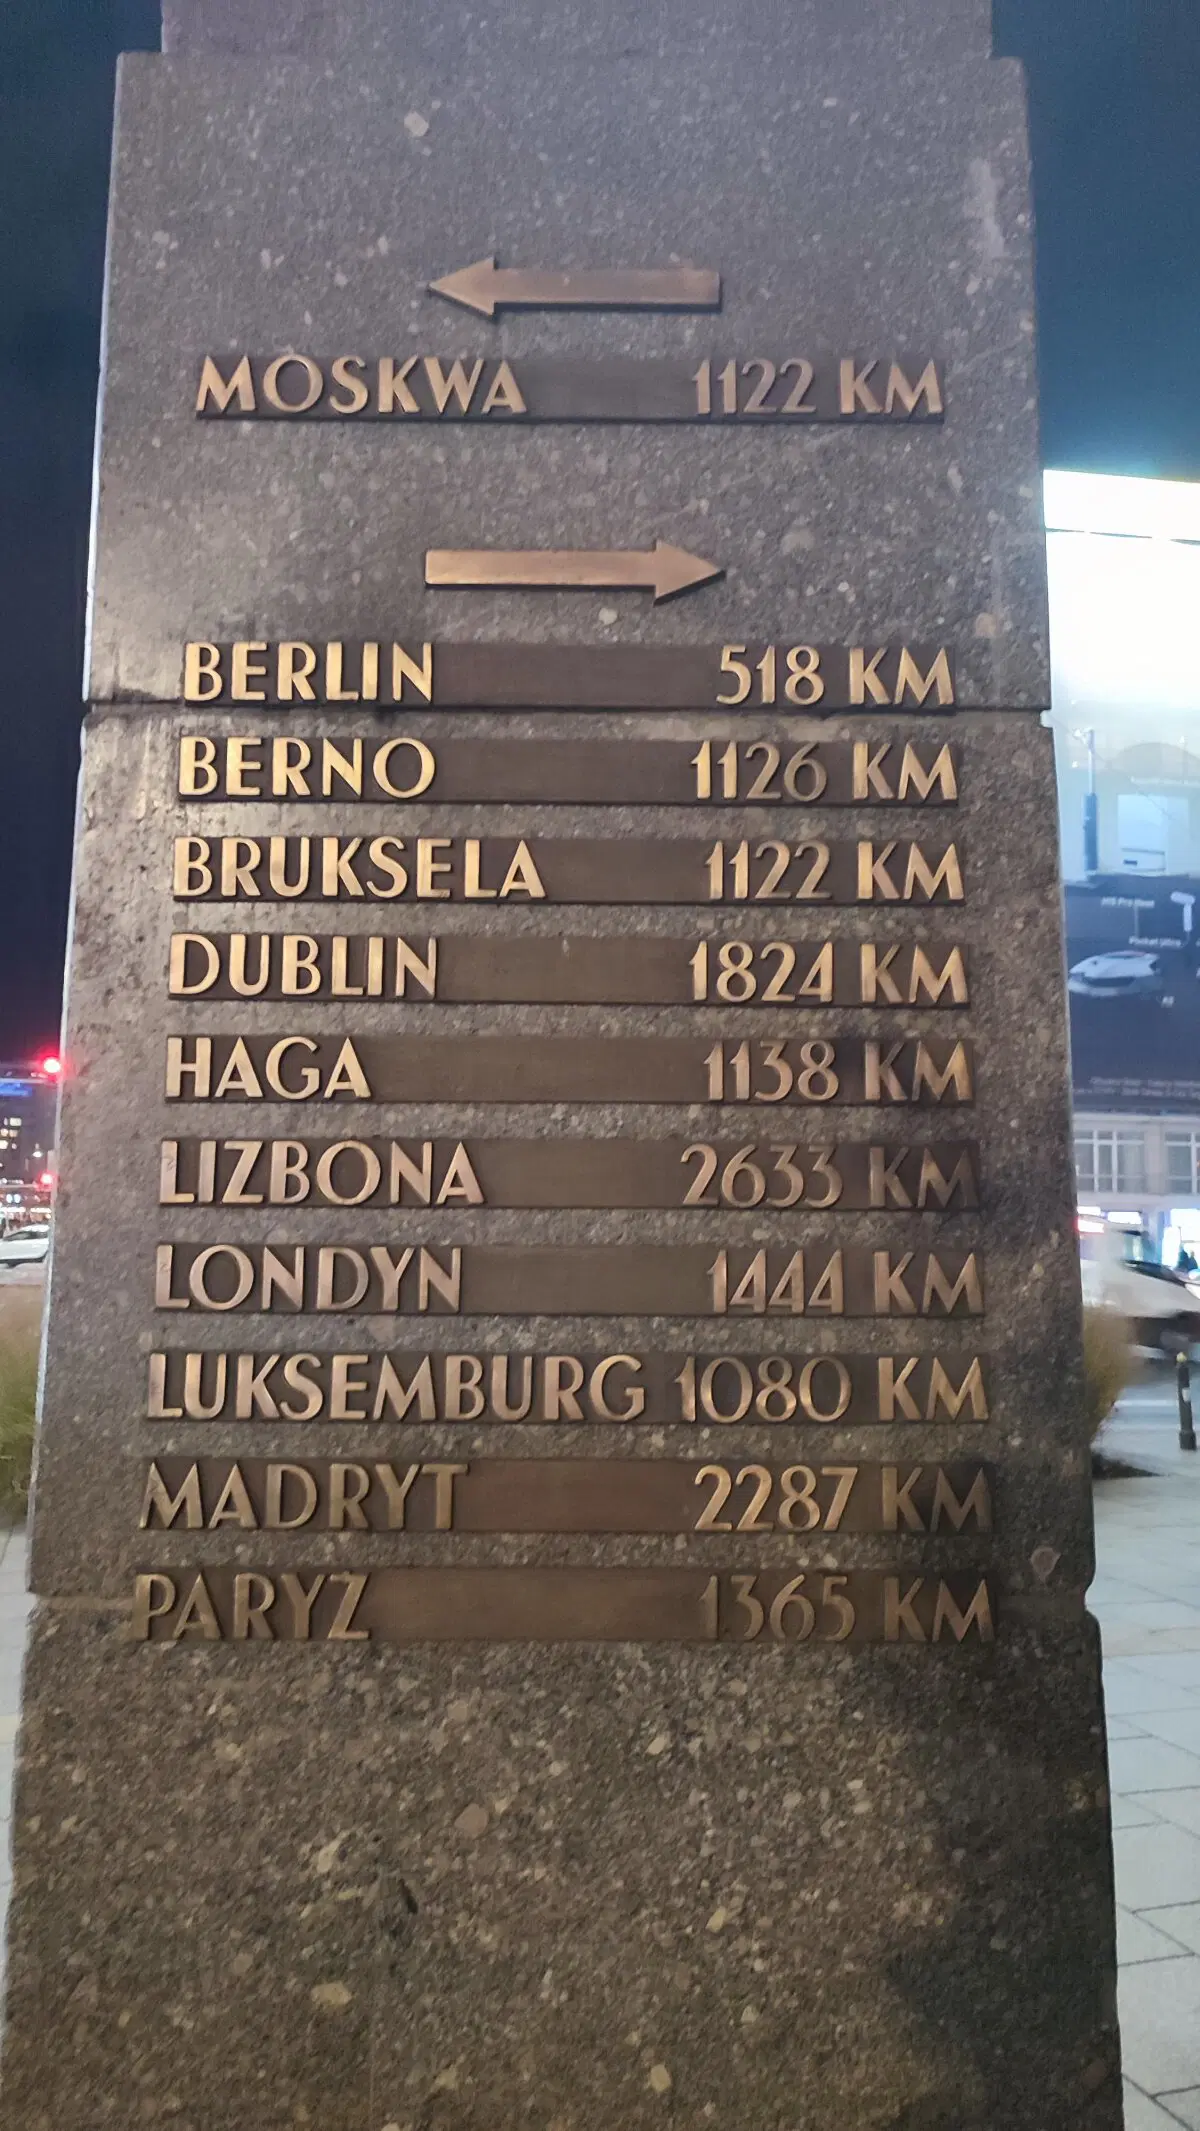 MOSKWA 1122 KM
BERLIN 518 KM
BERNO 1126 KM
BRUKSELA 1122 KM
DUBLIN 1824 KM
HAGA 1138 KM
LIZBONA 2633 KM
LONDYN 1444 KM
LUKSEMBURG 1080 KM
MADRYT 2287 KM
PARYŻ 1365 KM